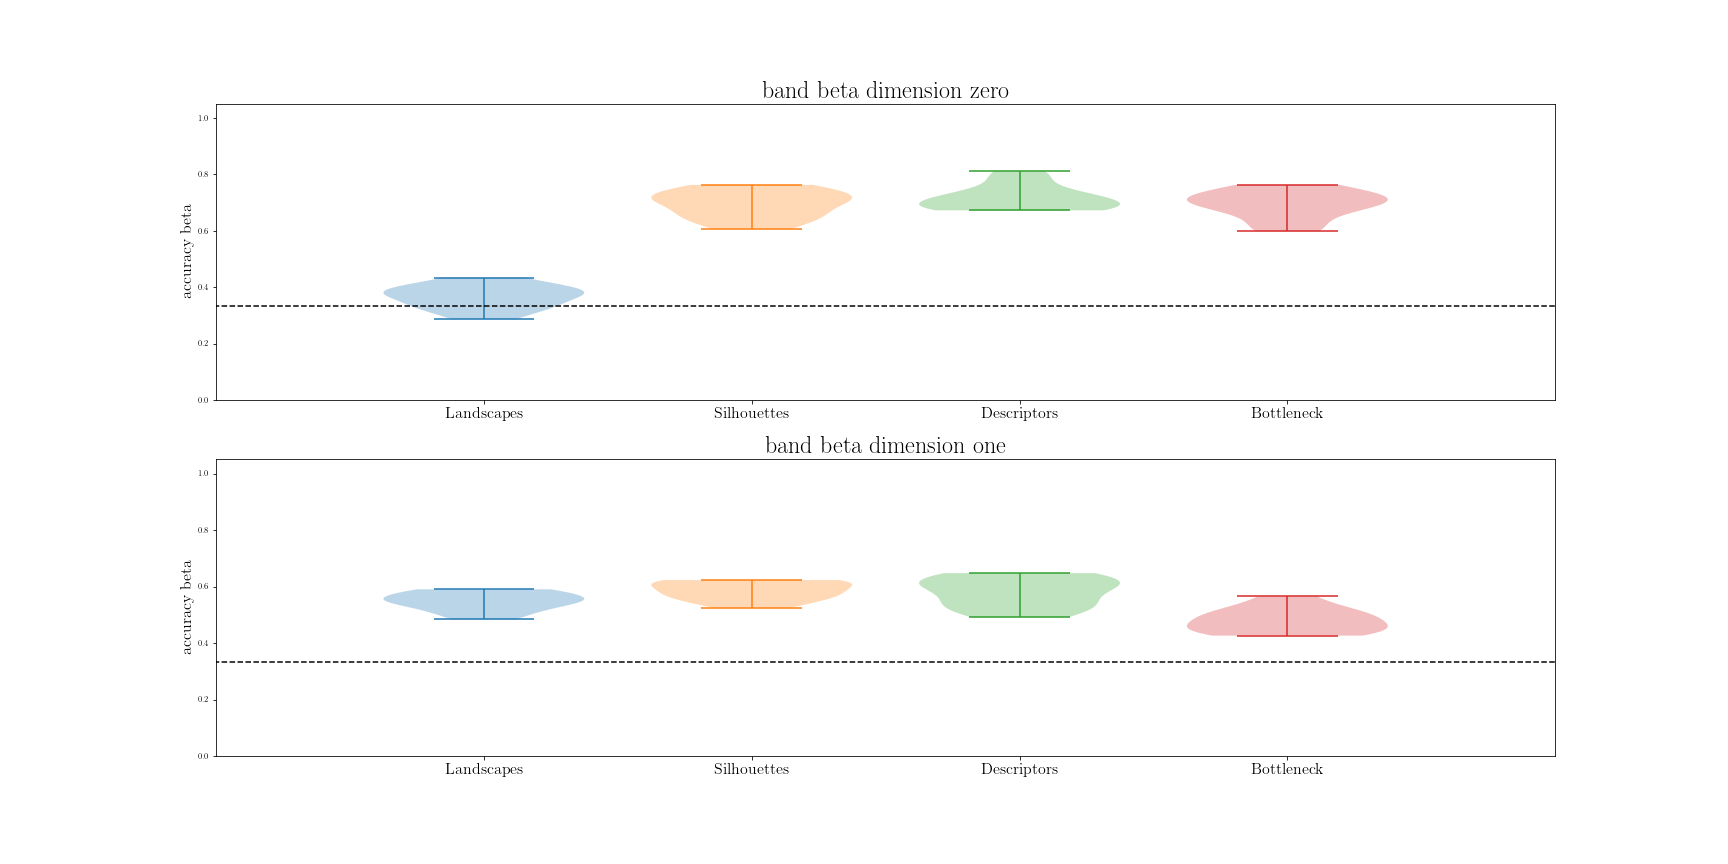 band beta dimension zero
accuracy beta
1.0
0.8
0.6
0.4
0.2
0.0
Landscapes Silhouettes Descriptors Bottleneck
band beta dimension one
accuracy beta
1.0
0.8
0.6
0.4
0.2
0.0
Landscapes Silhouettes Descriptors Bottleneck